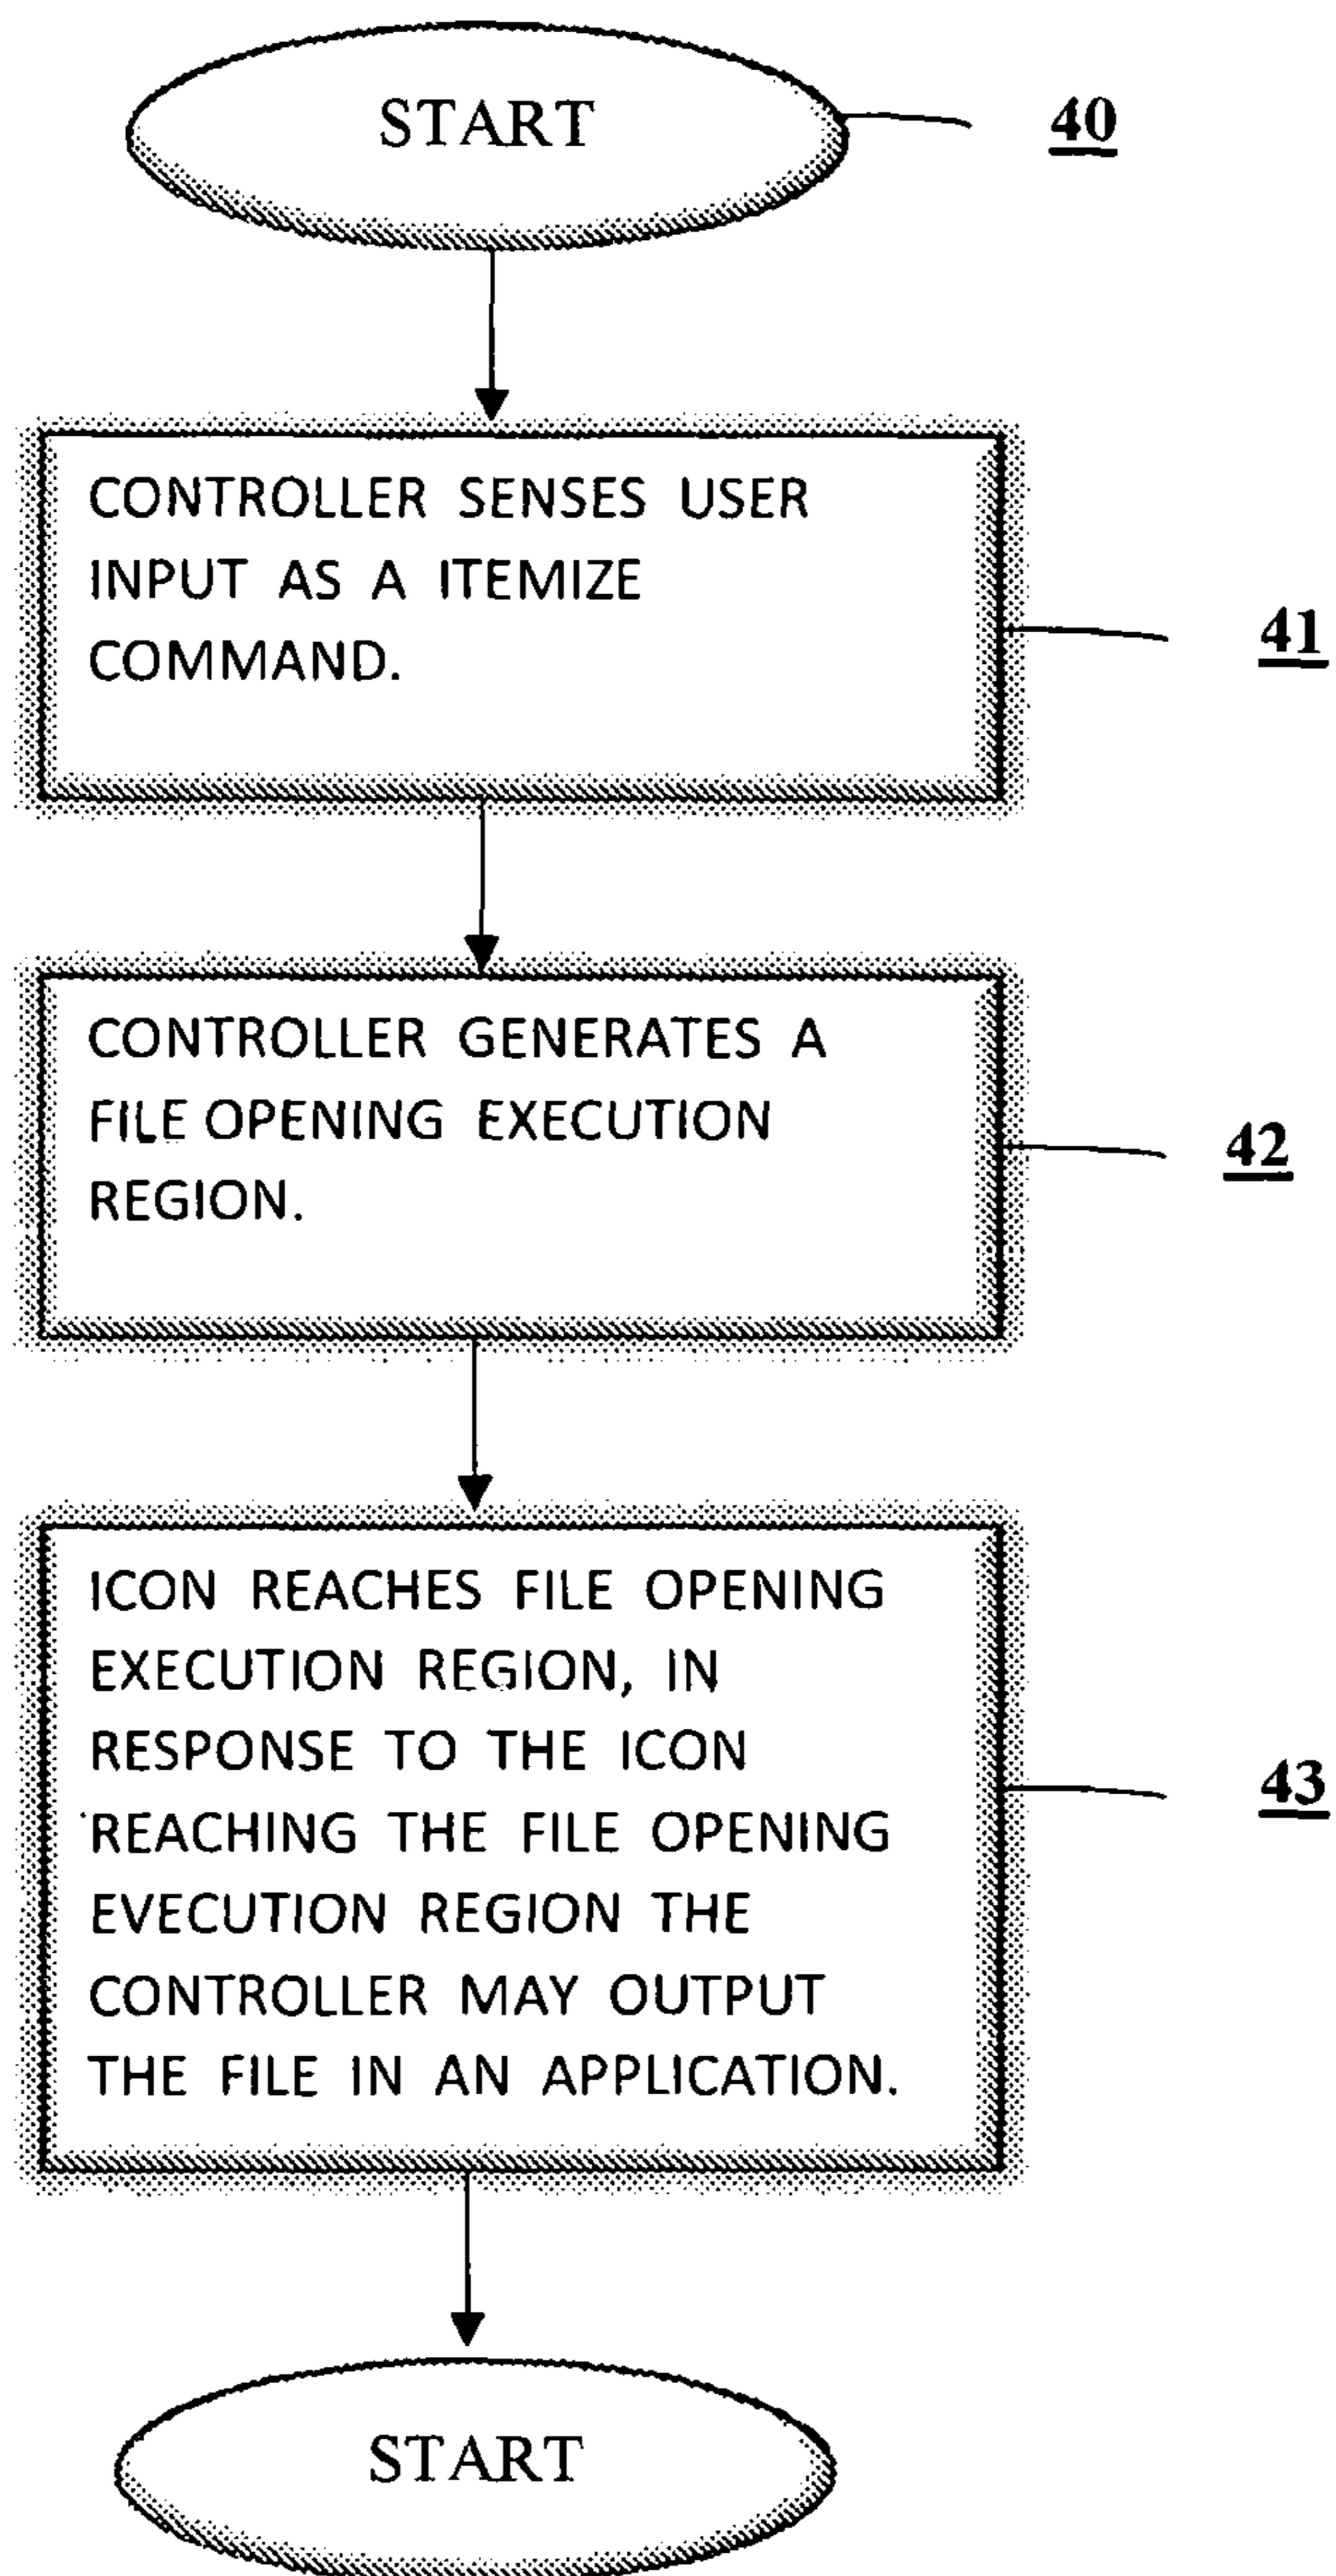 START
40
CONTROLLER SENSES USER
INPUT AS A ITEMIZE
COMMAND.
41
CONTROLLER GENERATES A
FILE OPENING EXECUTION
REGION.
42
ICON REACHES FILE OPENING
EXECUTION REGION, IN
RESPONSE TO THE ICON
REACHING THE FILE OPENING
EVECUTION REGION THE
CONTROLLER MAY OUTPUT
THE FILE IN AN APPLICATION.
43
START